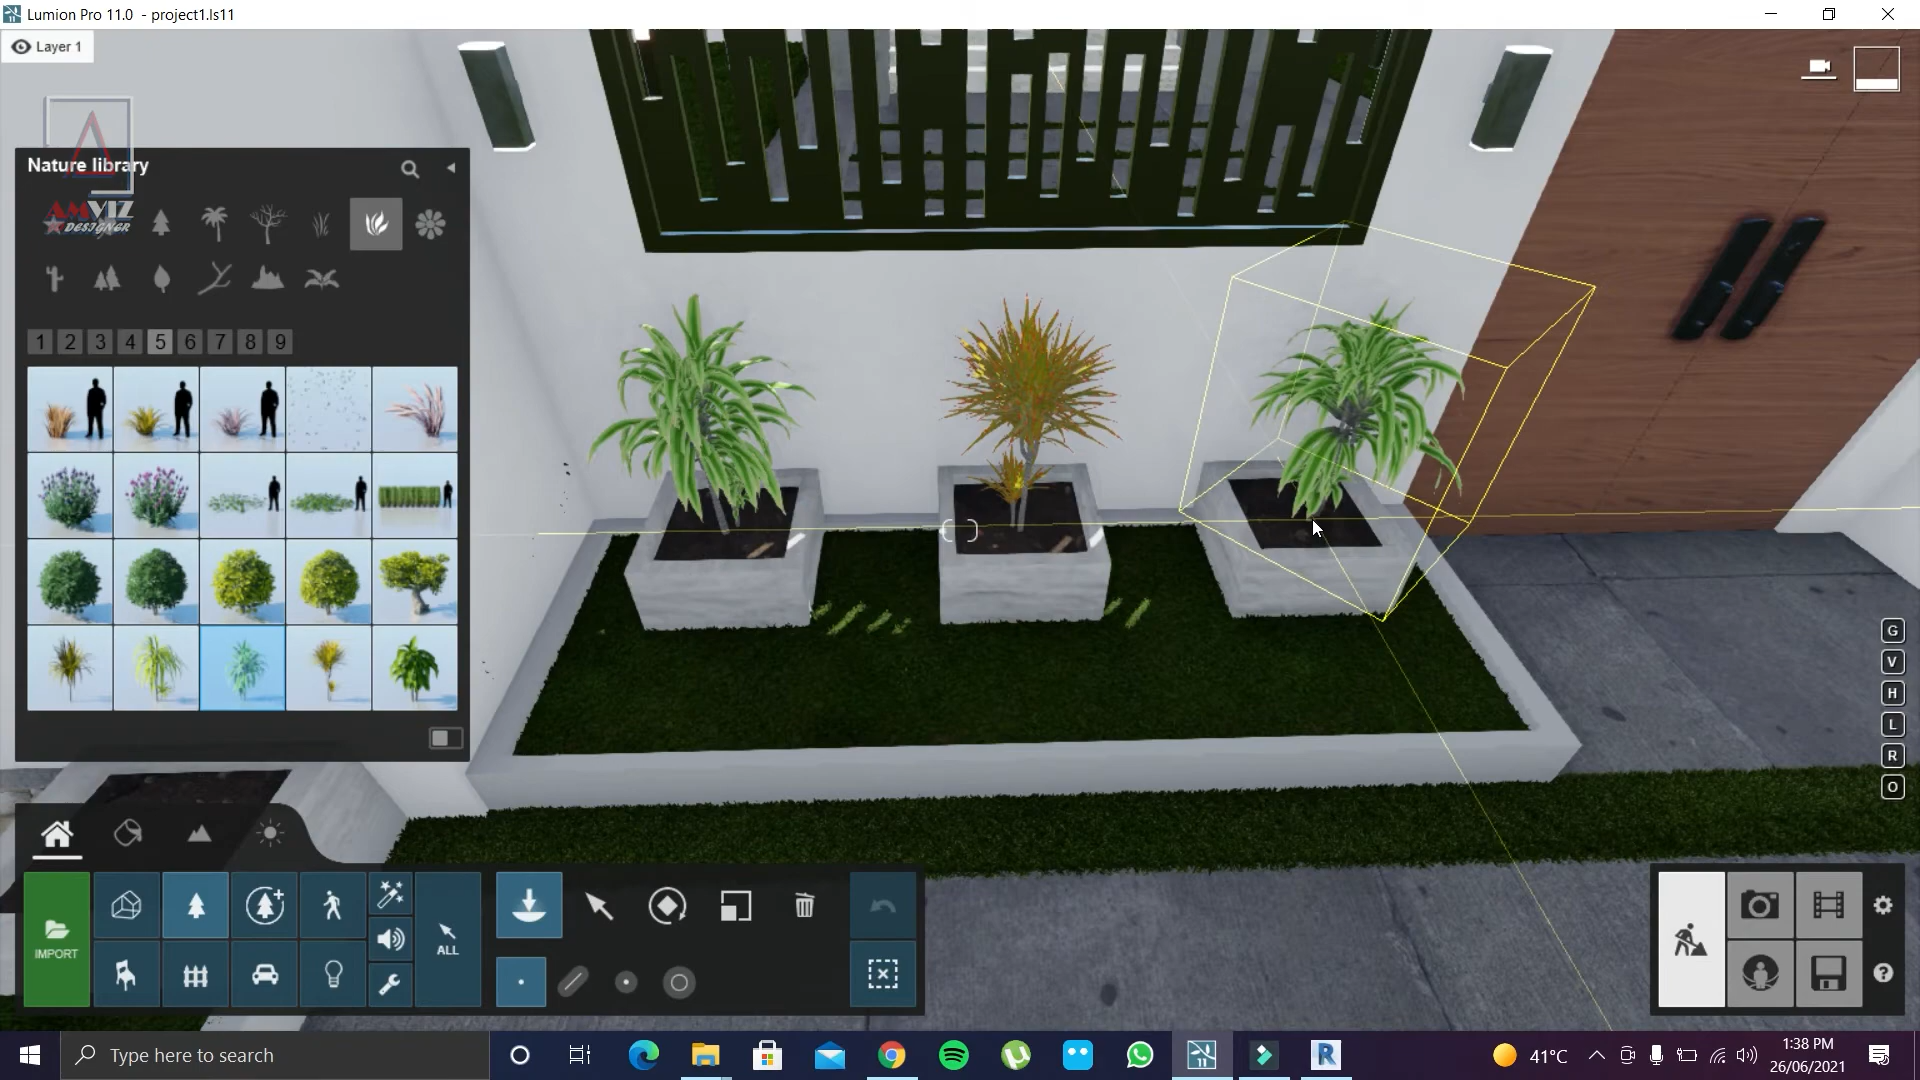 Lumion Pro 11.0 - project1.ls11
Layer 1
Nature library
AMVIZ
DESIGNER
1 2 3 4 5 6 7 8 9
G
V
H
L
R
O
IMPORT
ALL
Type here to search
41°C
1:38 PM
26/06/2021